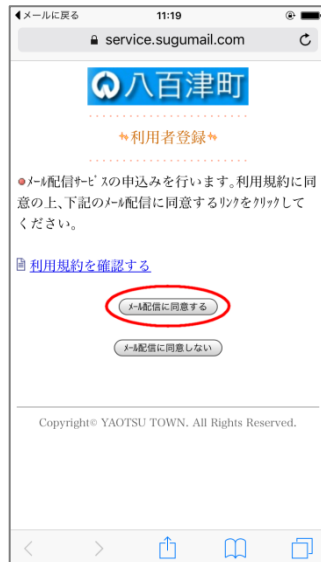 メールに戻る 11:19
service.sugumail.com
八百津町
利用者登録
ﾒｰﾙ配信ｻｰﾋﾞｽの申込みを行います。利用規約に同
意の上、下記のﾒｰﾙ配信に同意するﾘﾝｸをｸﾘｯｸして
ください。
利用規約を確認する
ﾒｰﾙ配信に同意する
ﾒｰﾙ配信に同意しない
Copyright© YAOTSU TOWN. All Rights Reserved.